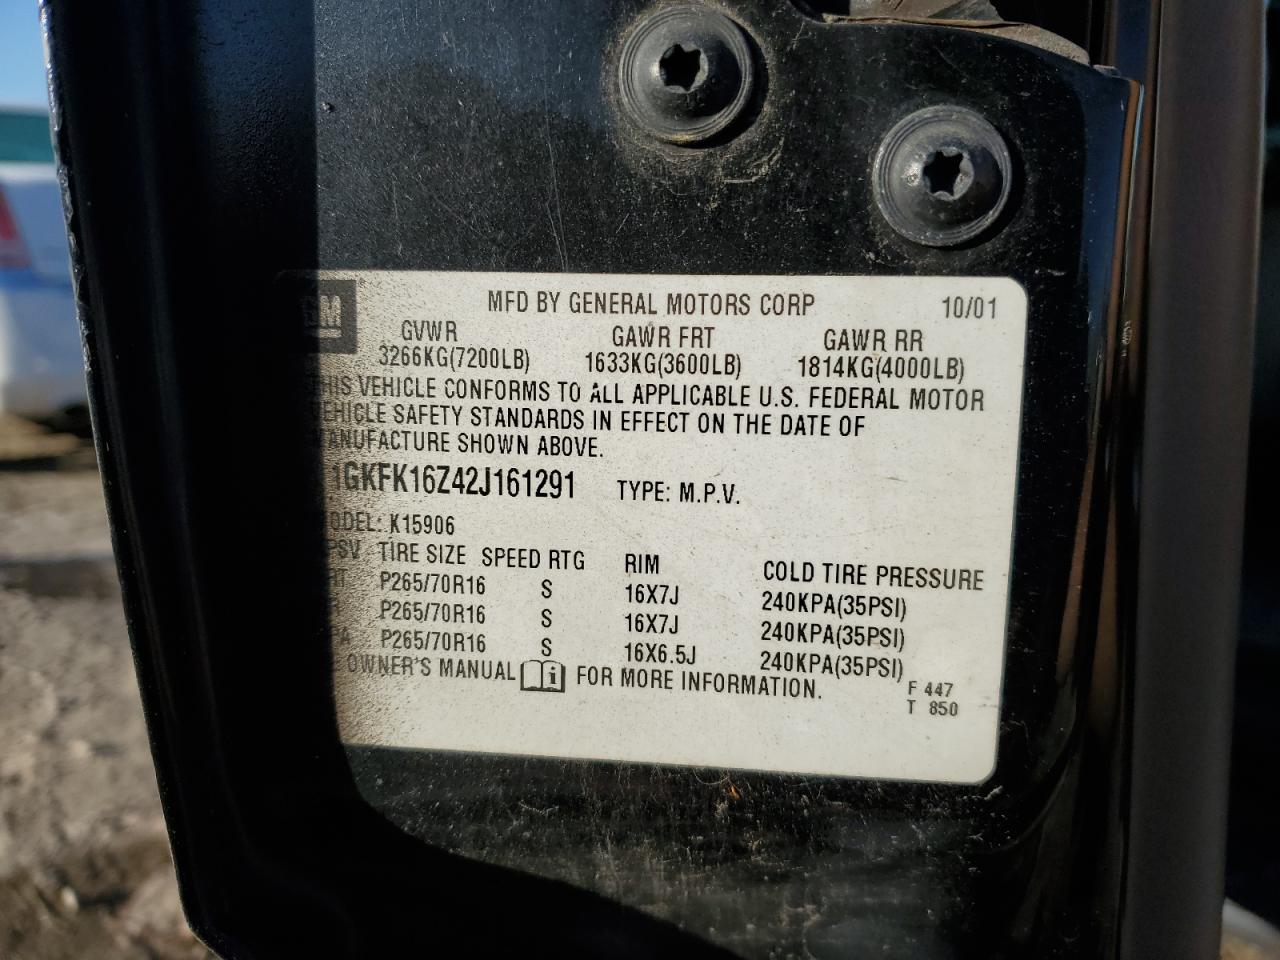 GM MFD BY GENERAL MOTORS CORP 10/01
GVWR GAWR FRT GAWR RR
3266KG(7200LB) 1633KG(3600LB) 1814KG(4000LB)
THIS VEHICLE CONFORMS TO ALL APPLICABLE U.S. FEDERAL MOTOR
VEHICLE SAFETY STANDARDS IN EFFECT ON THE DATE OF
MANUFACTURE SHOWN ABOVE.
1GKFK16Z42J161291 TYPE: M.P.V.
MODEL: K15906
PSV TIRE SIZE SPEED RTG RIM COLD TIRE PRESSURE
RT P265/70R16 S 16X7J 240KPA(35PSI)
R P265/70R16 S 16X7J 240KPA(35PSI)
PA P265/70R16 S 16X6.5J 240KPA(35PSI)
OWNER'S MANUAL i FOR MORE INFORMATION.
F 447
T 850